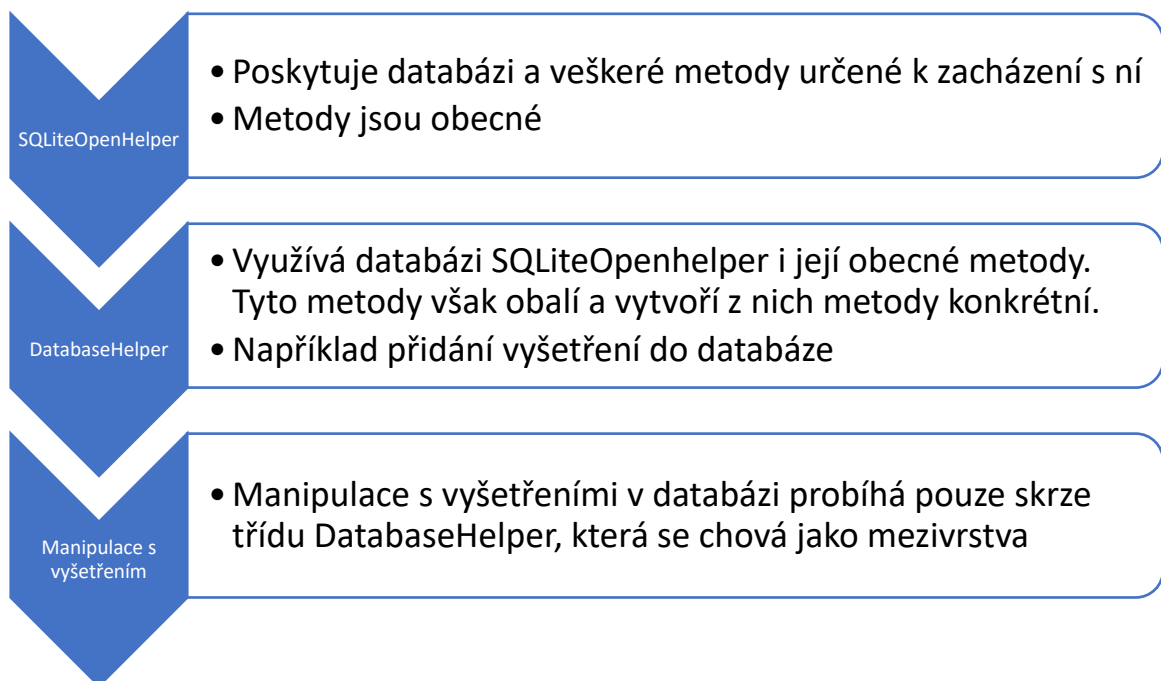 SQLiteOpenHelper
• Poskytuje databázi a veškeré metody určené k zacházení s ní
• Metody jsou obecné
DatabaseHelper
• Využívá databázi SQLiteOpenhelper i její obecné metody.
Tyto metody však obalí a vytvoří z nich metody konkrétní.
• Například přidání vyšetření do databáze
Manipulace s
vyšetřením
• Manipulace s vyšetřeními v databázi probíhá pouze skrze
třídu DatabaseHelper, která se chová jako mezivrstva